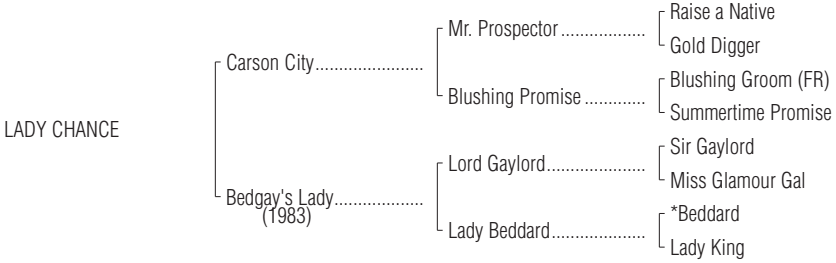 Raise a Native
Mr. Prospector...................
Gold Digger
Carson City.......................
Blushing Groom (FR)
Blushing Promise.............
Summertime Promise
LADY CHANCE
Sir Gaylord
Lord Gaylord......................
Miss Glamour Gal
Bedgay's Lady....................
(1983)
*Beddard
Lady Beddard.....................
Lady King